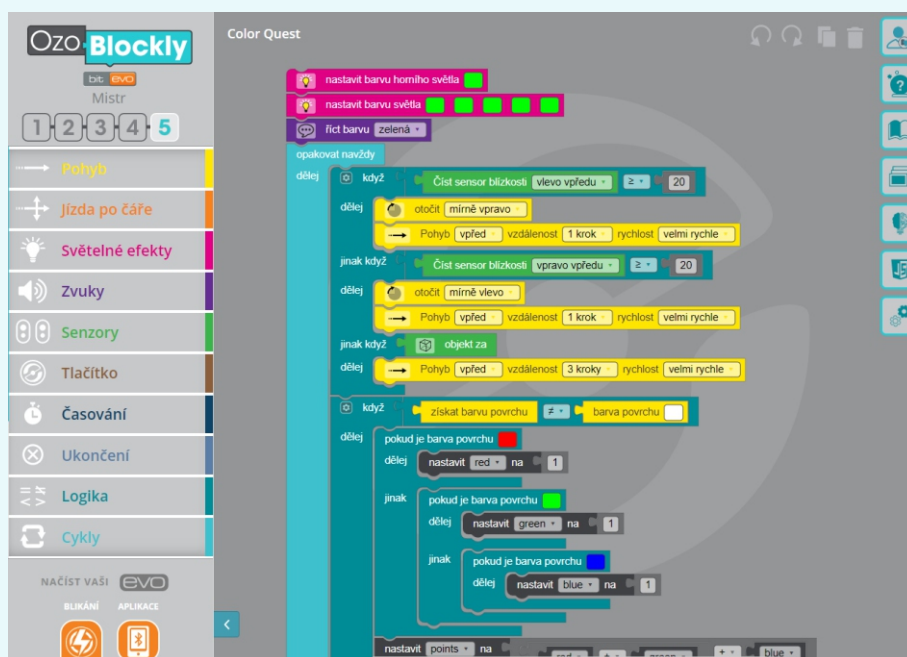 Ozo Blockly
bit evo
Mistr
1 2 3 4 5
Pohyb
Jízda po čáře
Světelné efekty
Zvuky
Senzory
Tlačítko
Časování
Ukončení
Logika
Cykly
NAČÍST VAŠI evo
BLIKÁNÍ APLIKACE
Color Quest
nastavit barvu horního světla
nastavit barvu světla
říct barvu zelená
opakovat navždy
dělej když Číst sensor blízkosti vlevo vpředu ≥ 20
dělej otočit mírně vpravo
Pohyb vpřed vzdálenost 1 krok rychlost velmi rychle
jinak když Číst sensor blízkosti vpravo vpředu ≥ 20
dělej otočit mírně vlevo
Pohyb vpřed vzdálenost 1 krok rychlost velmi rychle
jinak když objekt za
dělej Pohyb vpřed vzdálenost 3 kroky rychlost velmi rychle
když získat barvu povrchu ≠ barva povrchu
dělej pokud je barva povrchu
dělej nastavit red na 1
jinak pokud je barva povrchu
dělej nastavit green na 1
jinak pokud je barva povrchu
dělej nastavit blue na 1
nastavit points na red + green + blue